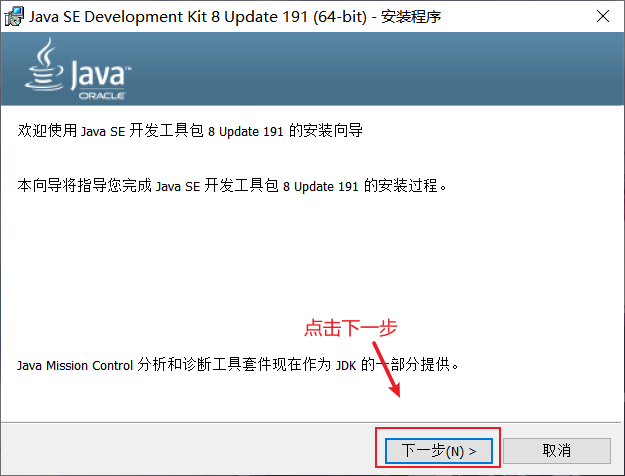 Java SE Development Kit 8 Update 191 (64-bit) - 安装程序
Java™
ORACLE
欢迎使用 Java SE 开发工具包 8 Update 191 的安装向导
本向导将指导您完成 Java SE 开发工具包 8 Update 191 的安装过程。
点击下一步
Java Mission Control 分析和诊断工具套件现在作为 JDK 的一部分提供。
下一步(N) >
取消